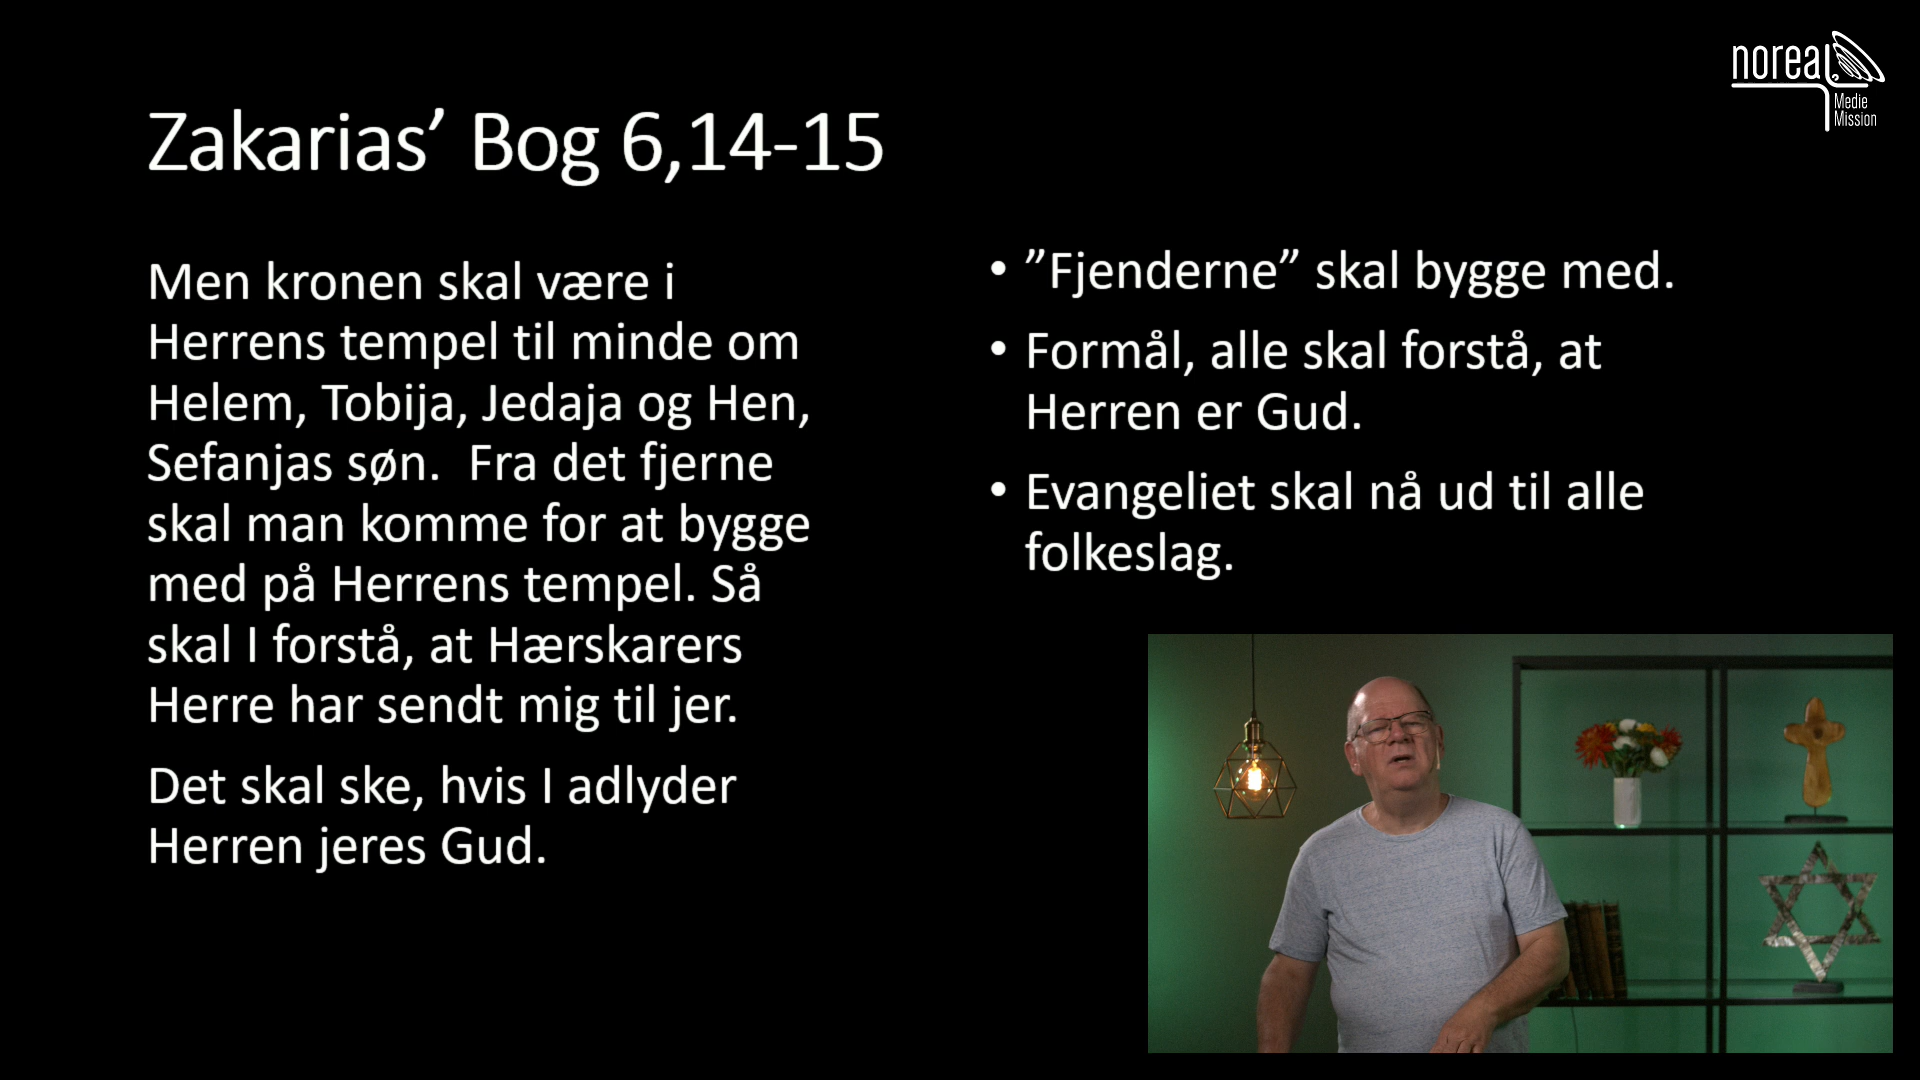 norea
Medie
Mission
Zakarias’ Bog 6,14-15
Men kronen skal være i
Herrens tempel til minde om
Helem, Tobija, Jedaja og Hen,
Sefanjas søn.  Fra det fjerne
skal man komme for at bygge
med på Herrens tempel. Så
skal I forstå, at Hærskarers
Herre har sendt mig til jer.
Det skal ske, hvis I adlyder
Herren jeres Gud.
• ”Fjenderne” skal bygge med.
• Formål, alle skal forstå, at
Herren er Gud.
• Evangeliet skal nå ud til alle
folkeslag.